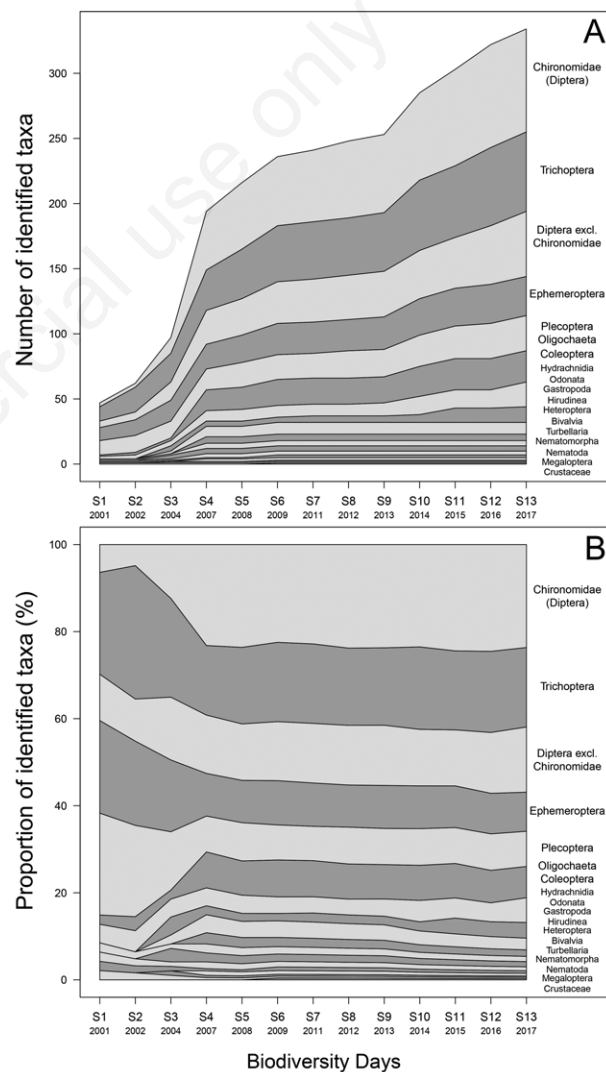 ercial use only
A
Number of identified taxa
300
250
200
150
100
50
0
Chironomidae
(Diptera)
Trichoptera
Diptera excl.
Chironomidae
Ephemeroptera
Plecoptera
Oligochaeta
Coleoptera
Hydrachnidia
Odonata
Gastropoda
Hirudinea
Heteroptera
Bivalvia
Turbellaria
Nematomorpha
Nematoda
Megaloptera
Crustaceae
S1 S2 S3 S4 S5 S6 S7 S8 S9 S10 S11 S12 S13
2001 2002 2004 2007 2008 2009 2011 2012 2013 2014 2015 2016 2017
B
Proportion of identified taxa (%)
100
80
60
40
20
0
Chironomidae
(Diptera)
Trichoptera
Diptera excl.
Chironomidae
Ephemeroptera
Plecoptera
Oligochaeta
Coleoptera
Hydrachnidia
Odonata
Gastropoda
Hirudinea
Heteroptera
Bivalvia
Turbellaria
Nematomorpha
Nematoda
Megaloptera
Crustaceae
S1 S2 S3 S4 S5 S6 S7 S8 S9 S10 S11 S12 S13
2001 2002 2004 2007 2008 2009 2011 2012 2013 2014 2015 2016 2017
Biodiversity Days